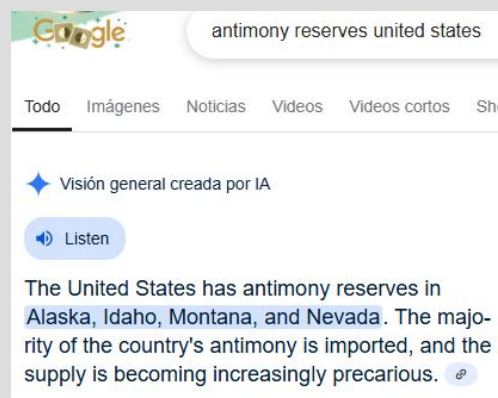 Google
antimony reserves united states
Todo Imágenes Noticias Videos Videos cortos
Visión general creada por IA
Listen
The United States has antimony reserves in
Alaska, Idaho, Montana, and Nevada. The majo-
rity of the country's antimony is imported, and the
supply is becoming increasingly precarious.